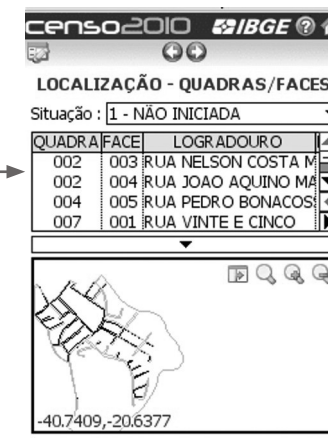 censo2010 IBGE
LOCALIZAÇÃO - QUADRAS/FACES
Situação : 1 - NÃO INICIADA
QUADRA FACE LOGRADOURO
002 003 RUA NELSON COSTA M
002 004 RUA JOAO AQUINO MA
004 005 RUA PEDRO BONACOS
007 001 RUA VINTE E CINCO
-40.7409,-20.6377